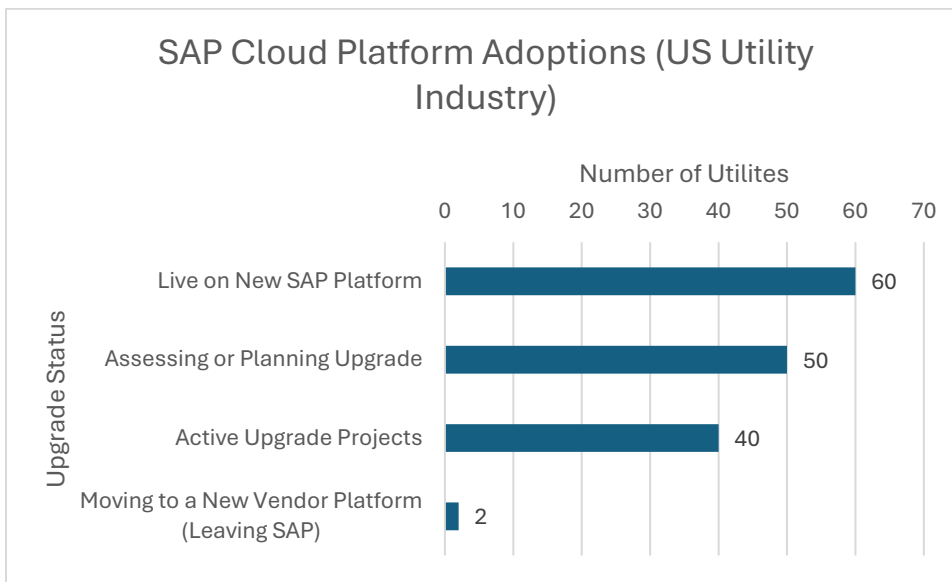 SAP Cloud Platform Adoptions (US Utility
Industry)
Number of Utilites
0 10 20 30 40 50 60 70
Upgrade Status
Live on New SAP Platform 60
Assessing or Planning Upgrade 50
Active Upgrade Projects 40
Moving to a New Vendor Platform
(Leaving SAP) 2